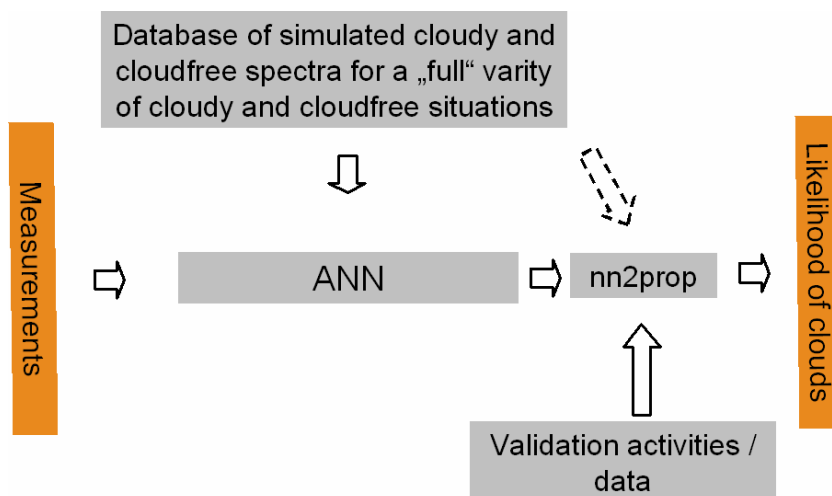 Database of simulated cloudy and
cloudfree spectra for a „full“ varity
of cloudy and cloudfree situations
Measurements
ANN
nn2prop
Likelihood of clouds
Validation activities /
data